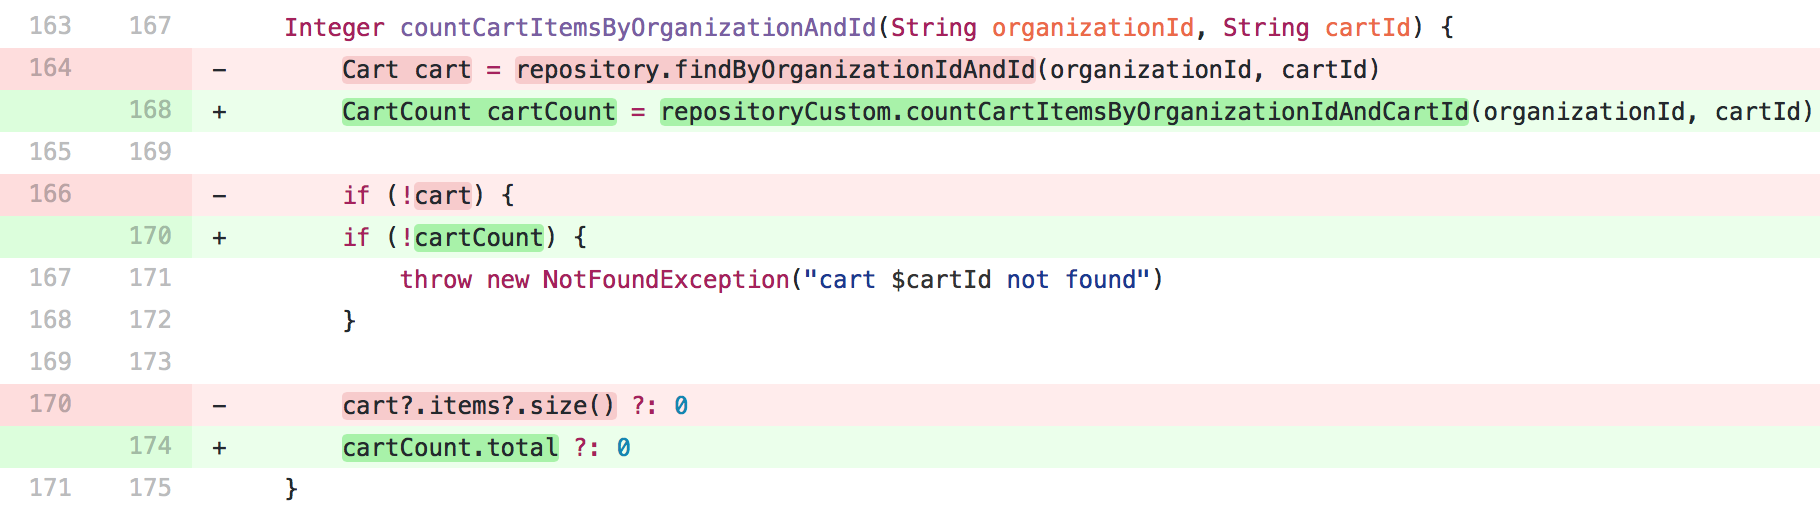 163 167 Integer countCartItemsByOrganizationAndId(String organizationId, String cartId) {
164 - Cart cart = repository.findByOrganizationIdAndId(organizationId, cartId)
168 + CartCount cartCount = repositoryCustom.countCartItemsByOrganizationIdAndCartId(organizationId, cartId)
165 169
166 - if (!cart) {
170 + if (!cartCount) {
167 171 throw new NotFoundException("cart $cartId not found")
168 172 }
169 173
170 - cart?.items?.size() ?: 0
174 + cartCount.total ?: 0
171 175 }